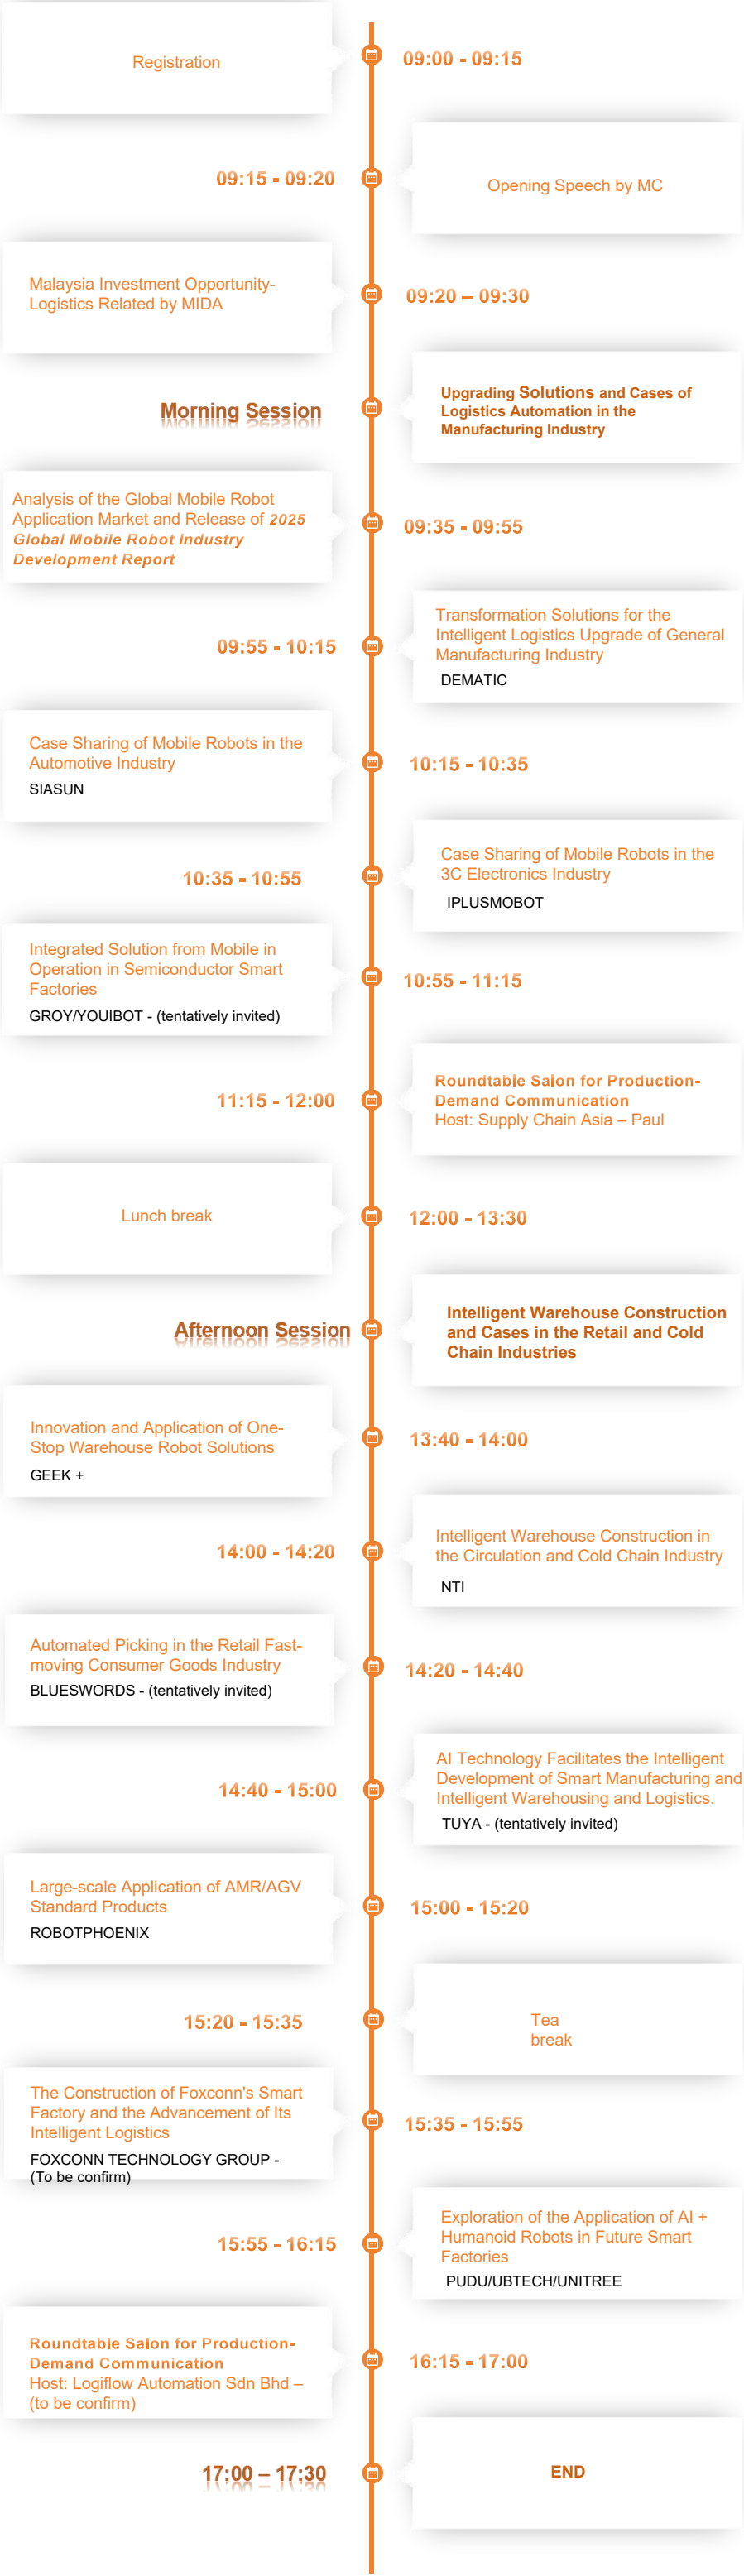 Registration
09:00 - 09:15
09:15 - 09:20
Opening Speech by MC
Malaysia Investment Opportunity-
Logistics Related by MIDA
09:20 – 09:30
Morning Session
Upgrading Solutions and Cases of
Logistics Automation in the
Manufacturing Industry
Analysis of the Global Mobile Robot
Application Market and Release of 2025
Global Mobile Robot Industry
Development Report
09:35 - 09:55
09:55 - 10:15
Transformation Solutions for the
Intelligent Logistics Upgrade of General
Manufacturing Industry
DEMATIC
Case Sharing of Mobile Robots in the
Automotive Industry
SIASUN
10:15 - 10:35
10:35 - 10:55
Case Sharing of Mobile Robots in the
3C Electronics Industry
IPLUSMOBOT
Integrated Solution from Mobile in
Operation in Semiconductor Smart
Factories
GROY/YOUIBOT - (tentatively invited)
10:55 - 11:15
11:15 - 12:00
Roundtable Salon for Production-
Demand Communication
Host: Supply Chain Asia – Paul
Lunch break
12:00 - 13:30
Afternoon Session
Intelligent Warehouse Construction
and Cases in the Retail and Cold
Chain Industries
Innovation and Application of One-
Stop Warehouse Robot Solutions
GEEK +
13:40 - 14:00
14:00 - 14:20
Intelligent Warehouse Construction in
the Circulation and Cold Chain Industry
NTI
Automated Picking in the Retail Fast-
moving Consumer Goods Industry
BLUESWORDS - (tentatively invited)
14:20 - 14:40
14:40 - 15:00
AI Technology Facilitates the Intelligent
Development of Smart Manufacturing and
Intelligent Warehousing and Logistics.
TUYA - (tentatively invited)
Large-scale Application of AMR/AGV
Standard Products
ROBOTPHOENIX
15:00 - 15:20
15:20 - 15:35
Tea
break
The Construction of Foxconn's Smart
Factory and the Advancement of Its
Intelligent Logistics
FOXCONN TECHNOLOGY GROUP -
(To be confirm)
15:35 - 15:55
15:55 - 16:15
Exploration of the Application of AI +
Humanoid Robots in Future Smart
Factories
PUDU/UBTECH/UNITREE
Roundtable Salon for Production-
Demand Communication
Host: Logiflow Automation Sdn Bhd –
(to be confirm)
16:15 - 17:00
17:00 – 17:30
END